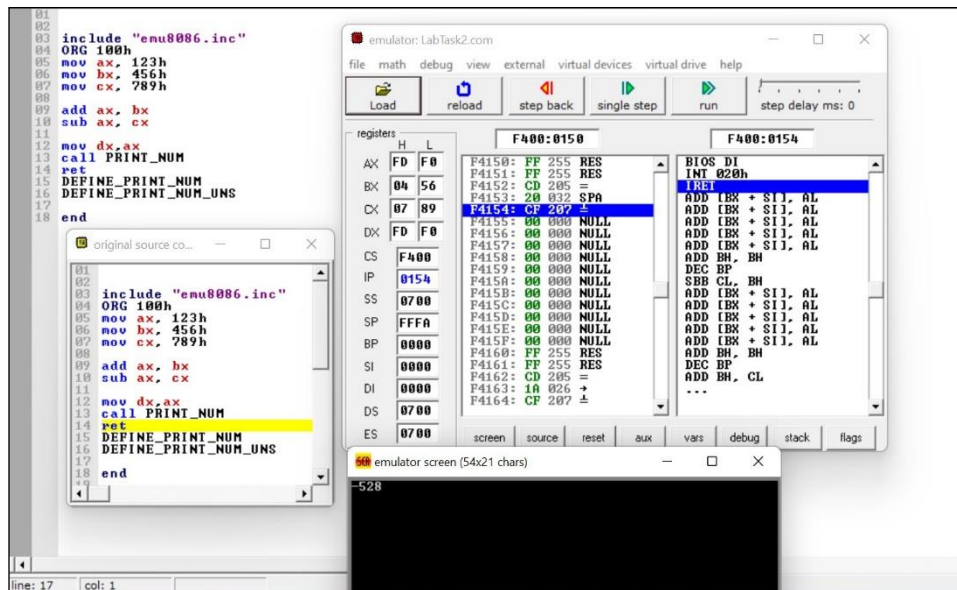 01
02
03 include "emu8086.inc"
04 ORG 100h
05 mov ax, 123h
06 mov bx, 456h
07 mov cx, 789h
08
09 add ax, bx
10 sub ax, cx
11
12 mov dx,ax
13 call PRINT_NUM
14 ret
15 DEFINE_PRINT_NUM
16 DEFINE_PRINT_NUM_UNS
17
18 end
original source co...
01
02
03 include "emu8086.inc"
04 ORG 100h
05 mov ax, 123h
06 mov bx, 456h
07 mov cx, 789h
08
09 add ax, bx
10 sub ax, cx
11
12 mov dx,ax
13 call PRINT_NUM
14 ret
15 DEFINE_PRINT_NUM
16 DEFINE_PRINT_NUM_UNS
17
18 end
19
emulator: LabTask2.com
file math debug view external virtual devices virtual drive help
Load reload step back single step run step delay ms: 0
registers
H L
AX FD F0
BX 04 56
CX 07 89
DX FD F0
CS F400
IP 0154
SS 0700
SP FFFA
BP 0000
SI 0000
DI 0000
DS 0700
ES 0700
F400:0150
F4150: FF 255 RES
F4151: FF 255 RES
F4152: CD 205 =
F4153: 20 032 SPA
F4154: CF 207 ╧
F4155: 00 000 NULL
F4156: 00 000 NULL
F4157: 00 000 NULL
F4158: 00 000 NULL
F4159: 00 000 NULL
F415A: 00 000 NULL
F415B: 00 000 NULL
F415C: 00 000 NULL
F415D: 00 000 NULL
F415E: 00 000 NULL
F415F: 00 000 NULL
F4160: FF 255 RES
F4161: FF 255 RES
F4162: CD 205 =
F4163: 1A 026 →
F4164: CF 207 ╧
F400:0154
BIOS DI
INT 020h
IRET
ADD [BX + SI], AL
ADD [BX + SI], AL
ADD [BX + SI], AL
ADD [BX + SI], AL
ADD [BX + SI], AL
ADD BH, BH
DEC BP
SBB CL, BH
ADD [BX + SI], AL
ADD [BX + SI], AL
ADD [BX + SI], AL
ADD [BX + SI], AL
ADD [BX + SI], AL
ADD BH, BH
DEC BP
ADD BH, CL
...
screen source reset aux vars debug stack flags
SCR emulator screen (54x21 chars)
-528
line: 17 col: 1